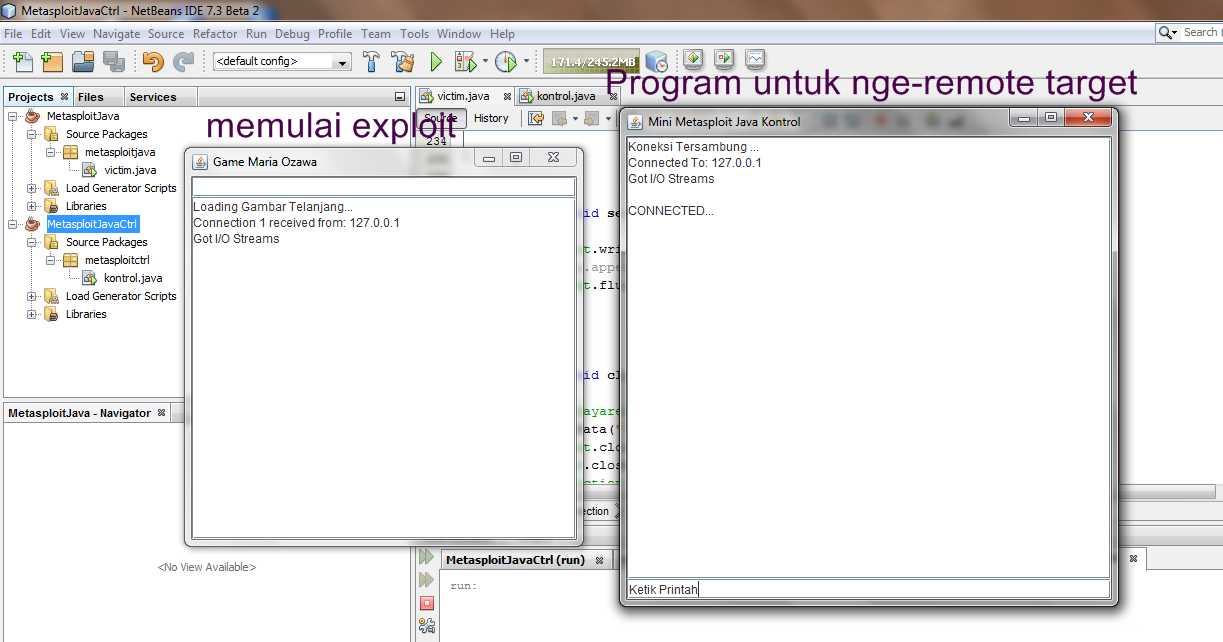 MetasploitJavaCtrl - NetBeans IDE 7.3 Beta 2
File Edit View Navigate Source Refactor Run Debug Profile Team Tools Window Help
Search (
<default config>
171.4/245.2MB
Program untuk nge-remote target
Projects Files Services
victim.java kontrol.java
Source History
memulai exploit
234
MetasploitJava
Source Packages
metasploitjava
victim.java
Load Generator Scripts
Libraries
MetasploitJavaCtrl
Source Packages
metasploitctrl
kontrol.java
Load Generator Scripts
Libraries
Game Maria Ozawa
Loading Gambar Telanjang...
Connection 1 received from: 127.0.0.1
Got I/O Streams
id se
t.wri
.appe
t.flu
id cl
ayare
ata("
t.clo
.clos
ction
Mini Metasploit Java Kontrol
Koneksi Tersambung ...
Connected To: 127.0.0.1
Got I/O Streams
CONNECTED...
Ketik Printah
MetasploitJava - Navigator
<No View Available>
MetasploitJavaCtrl (run)
run: